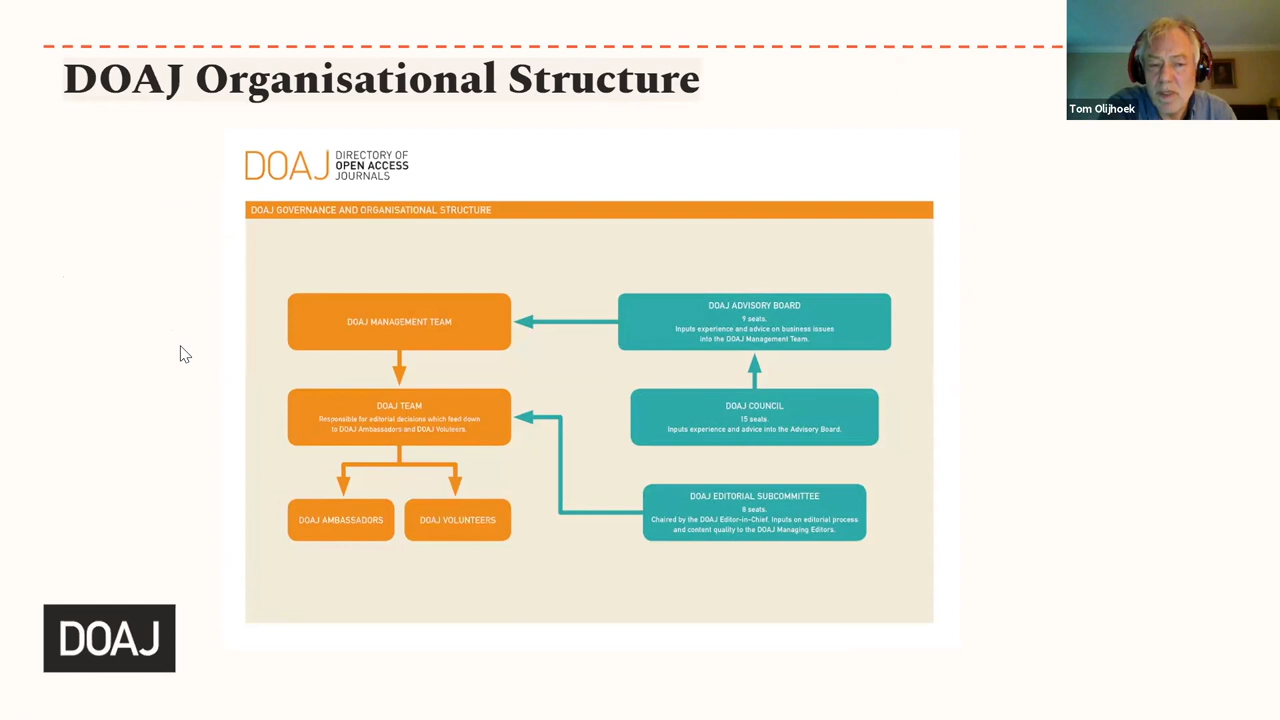 DOAJ Organisational Structure
Tom Olijhoek
DOAJ
DIRECTORY OF
OPEN ACCESS
JOURNALS
DOAJ GOVERNANCE AND ORGANISATIONAL STRUCTURE
DOAJ MANAGEMENT TEAM
DOAJ ADVISORY BOARD
9 seats.
Inputs experience and advice on business issues
into the DOAJ Management Team.
DOAJ TEAM
Responsible for editorial decisions which feed down
to DOAJ Ambassadors and DOAJ Voluteers.
DOAJ COUNCIL
15 seats.
Inputs experience and advice into the Advisory Board.
DOAJ AMBASSADORS
DOAJ VOLUNTEERS
DOAJ EDITORIAL SUBCOMMITTEE
8 seats.
Chaired by the DOAJ Editor-in-Chief. Inputs on editorial process
and content quality to the DOAJ Managing Editors.
DOAJ